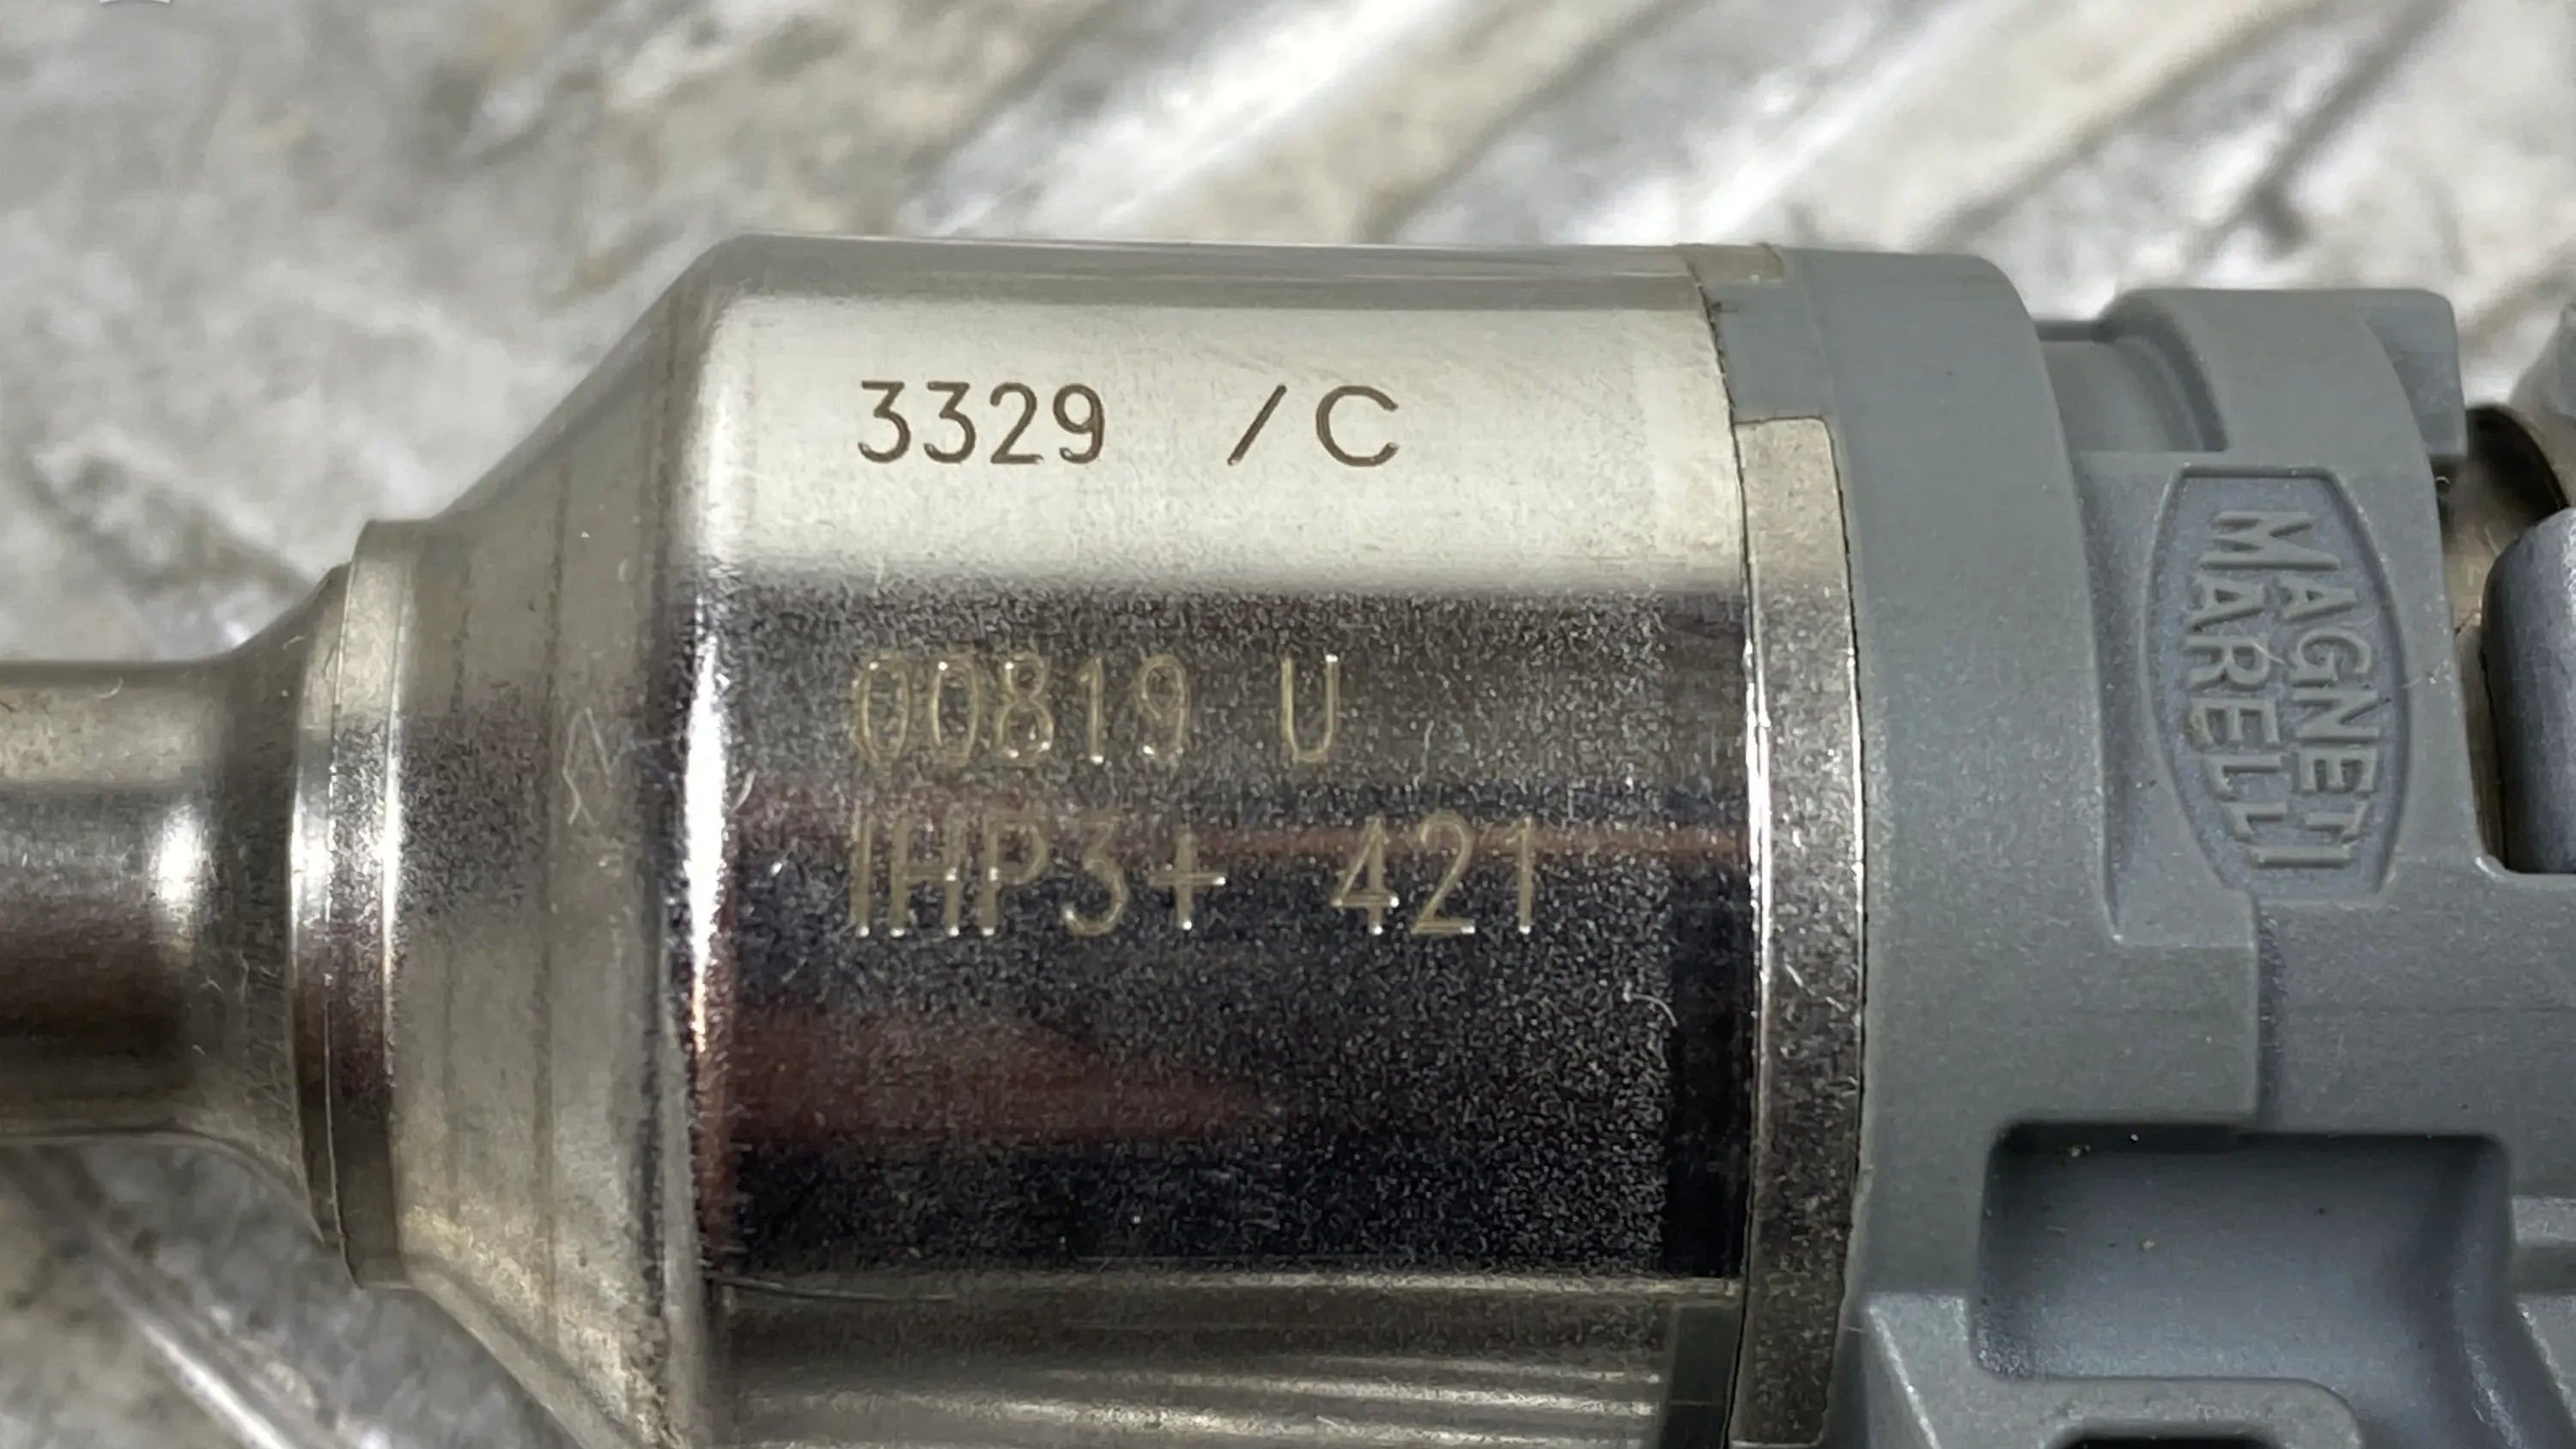 3329 /C
00819 U
IHP3+ 421
MAGNETI
MARELLI